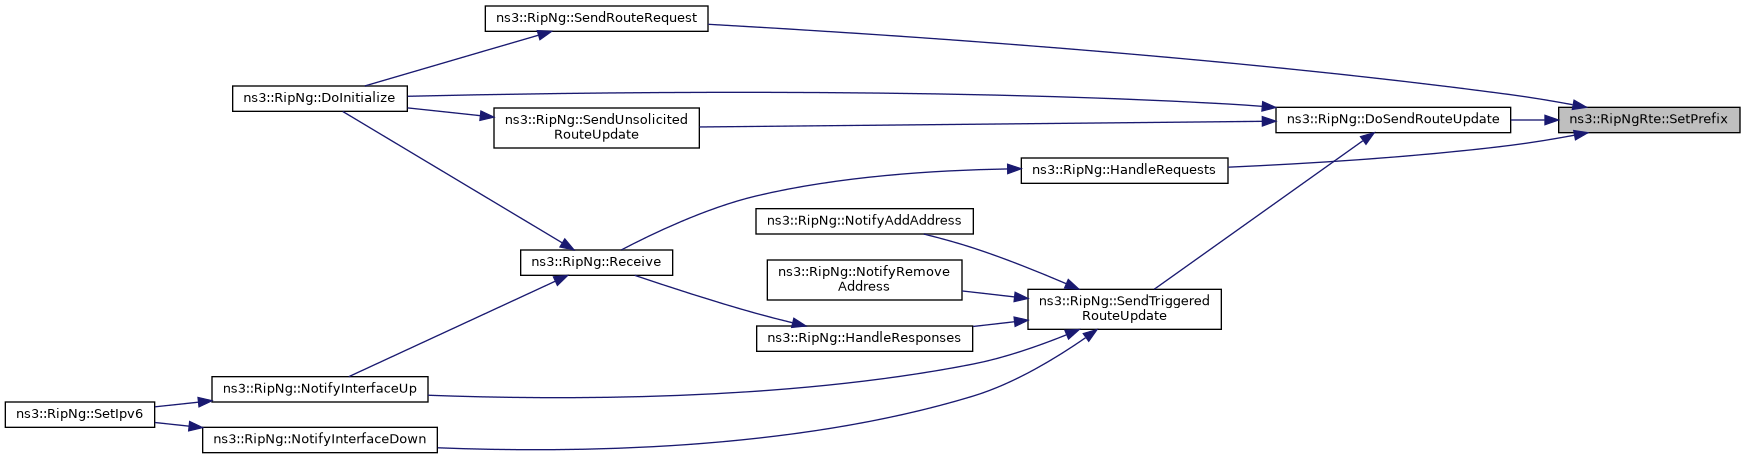 ns3::RipNg::SendRouteRequest
ns3::RipNg::DoInitialize
ns3::RipNg::SendUnsolicited
RouteUpdate
ns3::RipNg::DoSendRouteUpdate
ns3::RipNgRte::SetPrefix
ns3::RipNg::HandleRequests
ns3::RipNg::NotifyAddAddress
ns3::RipNg::Receive
ns3::RipNg::NotifyRemove
Address
ns3::RipNg::SendTriggered
RouteUpdate
ns3::RipNg::HandleResponses
ns3::RipNg::NotifyInterfaceUp
ns3::RipNg::SetIpv6
ns3::RipNg::NotifyInterfaceDown